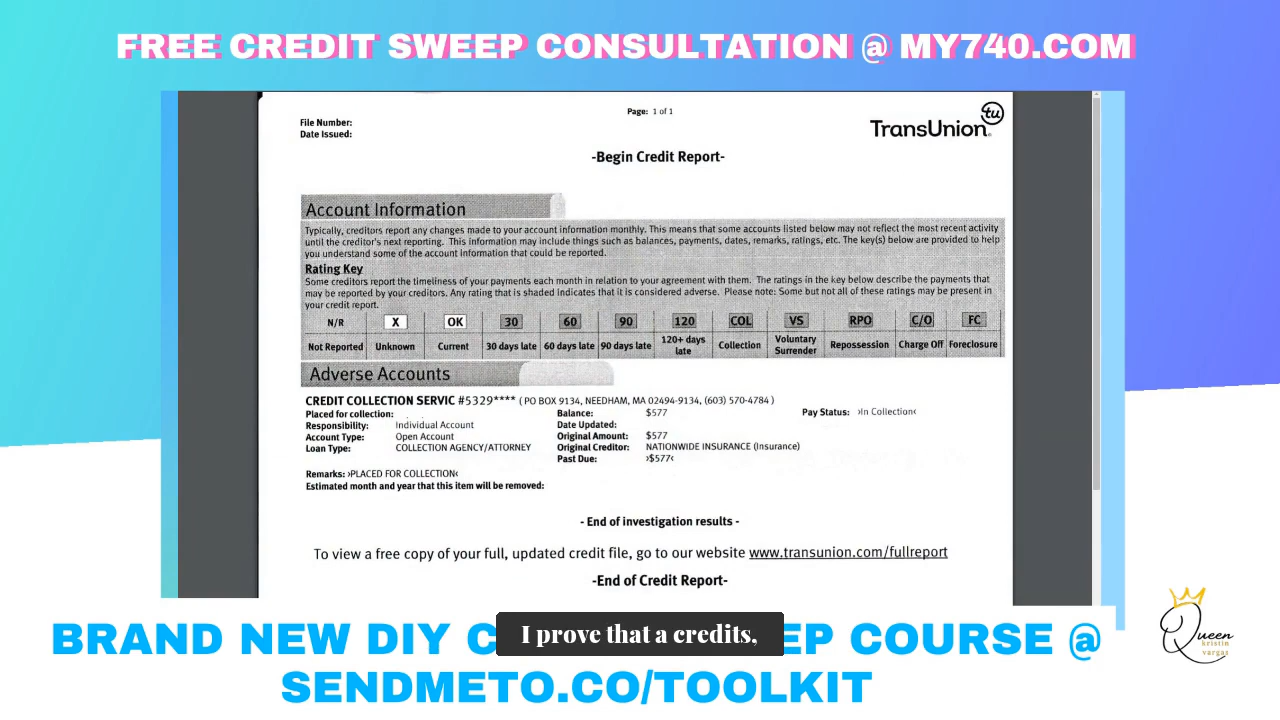 FREE CREDIT SWEEP CONSULTATION @ MY740.COM
Page: 1 of 1
File Number:
Date Issued:
tu
TransUnion
-Begin Credit Report-
Account Information
Typically, creditors report any changes made to your account information monthly. This means that some accounts listed below may not reflect the most recent activity
until the creditor's next reporting. This information may include things such as balances, payments, dates, remarks, ratings, etc. The key(s) below are provided to help
you understand some of the account information that could be reported.
Rating Key
Some creditors report the timeliness of your payments each month in relation to your agreement with them. The ratings in the key below describe the payments that
may be reported by your creditors. Any rating that is shaded indicates that it is considered adverse. Please note: Some but not all of these ratings may be present in
your credit report.
N/R X OK 30 60 90 120 COL VS RPO C/O FC
Not Reported Unknown Current 30 days late 60 days late 90 days late 120+ days late Collection Voluntary Surrender Repossession Charge Off Foreclosure
Adverse Accounts
CREDIT COLLECTION SERVIC #5329**** ( PO BOX 9134, NEEDHAM, MA 02494-9134, (603) 570-4784 )
Placed for collection: Balance: $577 Pay Status: ›In Collection‹
Responsibility: Individual Account Date Updated:
Account Type: Open Account Original Amount: $577
Loan Type: COLLECTION AGENCY/ATTORNEY Original Creditor: NATIONWIDE INSURANCE (Insurance)
Past Due: ›$577‹
Remarks: ›PLACED FOR COLLECTION‹
Estimated month and year that this item will be removed:
- End of investigation results -
To view a free copy of your full, updated credit file, go to our website www.transunion.com/fullreport
-End of Credit Report-
I prove that a credits,
BRAND NEW DIY C EP COURSE @
SENDMETO.CO/TOOLKIT
Queen
kristin
vargas